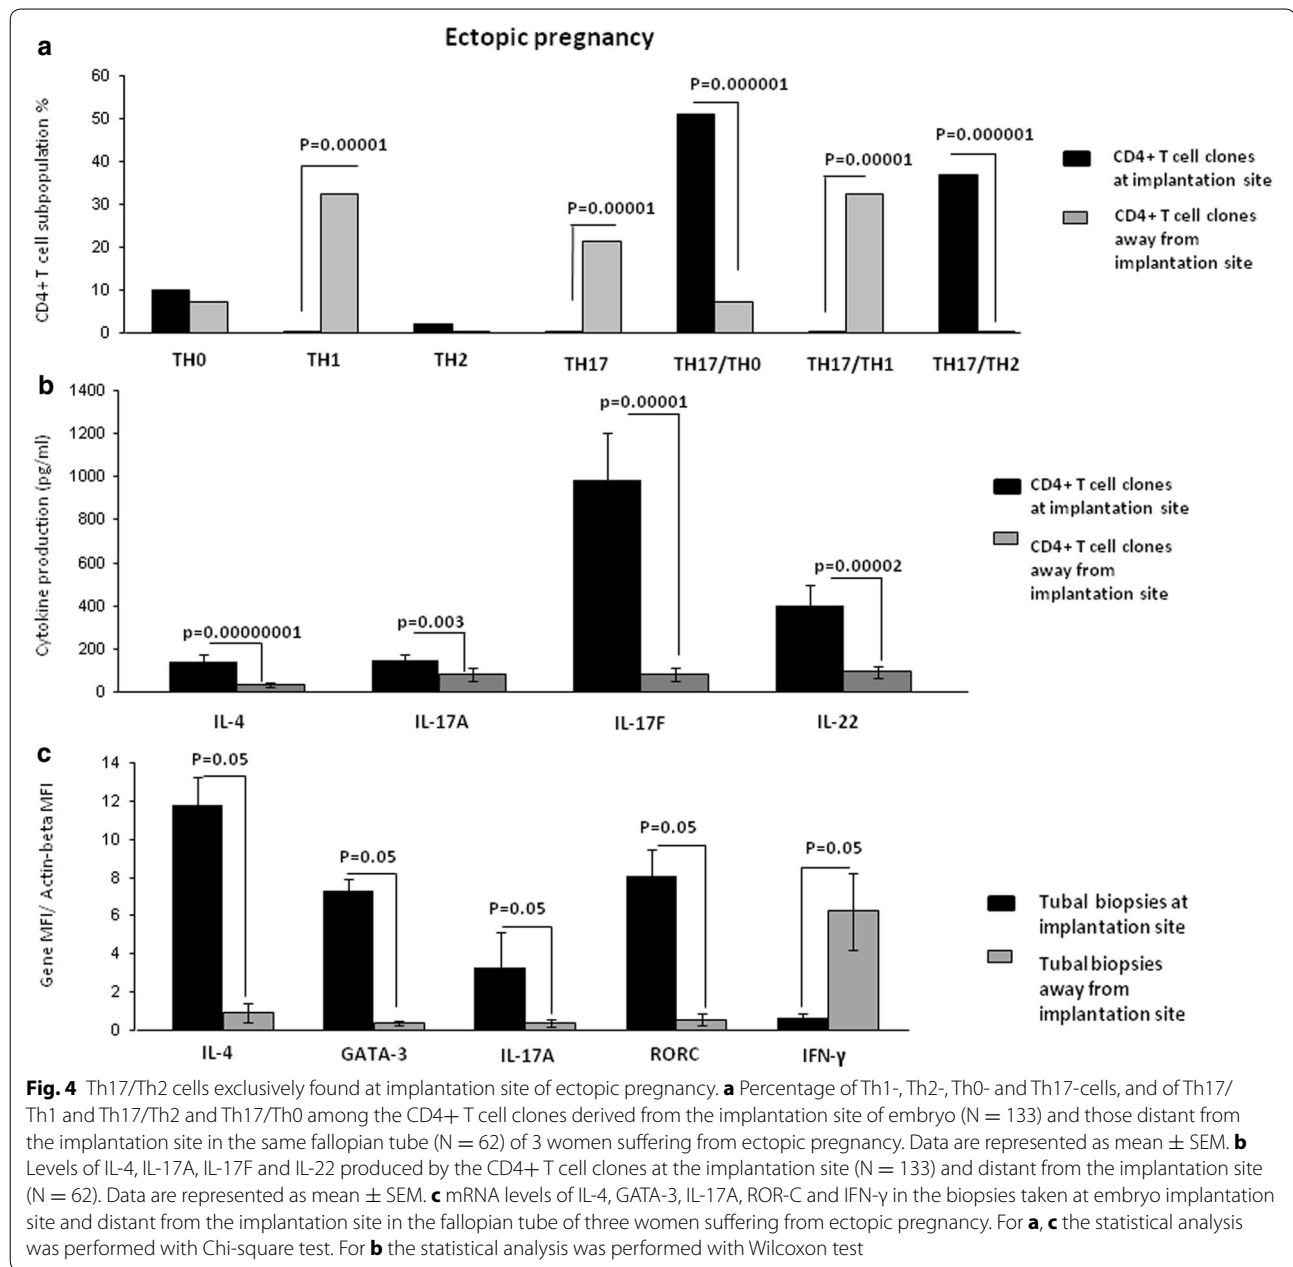 Ectopic pregnancy
a
CD4+ T cell subpopulation %
60
50
40
30
20
10
0
P=0.00001
P=0.00001
P=0.000001
P=0.00001
P=0.000001
TH0 TH1 TH2 TH17 TH17/TH0 TH17/TH1 TH17/TH2
CD4+ T cell clones
at implantation site
CD4+ T cell clones
away from
implantation site
b
Cytokine production (pg/ml)
1400
1200
1000
800
600
400
200
0
p=0.00000001
p=0.003
p=0.00001
p=0.00002
IL-4 IL-17A IL-17F IL-22
CD4+ T cell clones
at implantation site
CD4+ T cell clones
away from
implantation site
c
Gene MFI/ Actin-beta MFI
14
12
10
8
6
4
2
0
P=0.05
P=0.05
P=0.05
P=0.05
P=0.05
IL-4 GATA-3 IL-17A RORC IFN-γ
Tubal biopsies at
implantation site
Tubal biopsies
away from
implantation site
Fig. 4 Th17/Th2 cells exclusively found at implantation site of ectopic pregnancy. a Percentage of Th1-, Th2-, Th0- and Th17-cells, and of Th17/
Th1 and Th17/Th2 and Th17/Th0 among the CD4+ T cell clones derived from the implantation site of embryo (N = 133) and those distant from
the implantation site in the same fallopian tube (N = 62) of 3 women suffering from ectopic pregnancy. Data are represented as mean ± SEM. b
Levels of IL-4, IL-17A, IL-17F and IL-22 produced by the CD4+ T cell clones at the implantation site (N = 133) and distant from the implantation site
(N = 62). Data are represented as mean ± SEM. c mRNA levels of IL-4, GATA-3, IL-17A, ROR-C and IFN-γ in the biopsies taken at embryo implantation
site and distant from the implantation site in the fallopian tube of three women suffering from ectopic pregnancy. For a, c the statistical analysis
was performed with Chi-square test. For b the statistical analysis was performed with Wilcoxon test